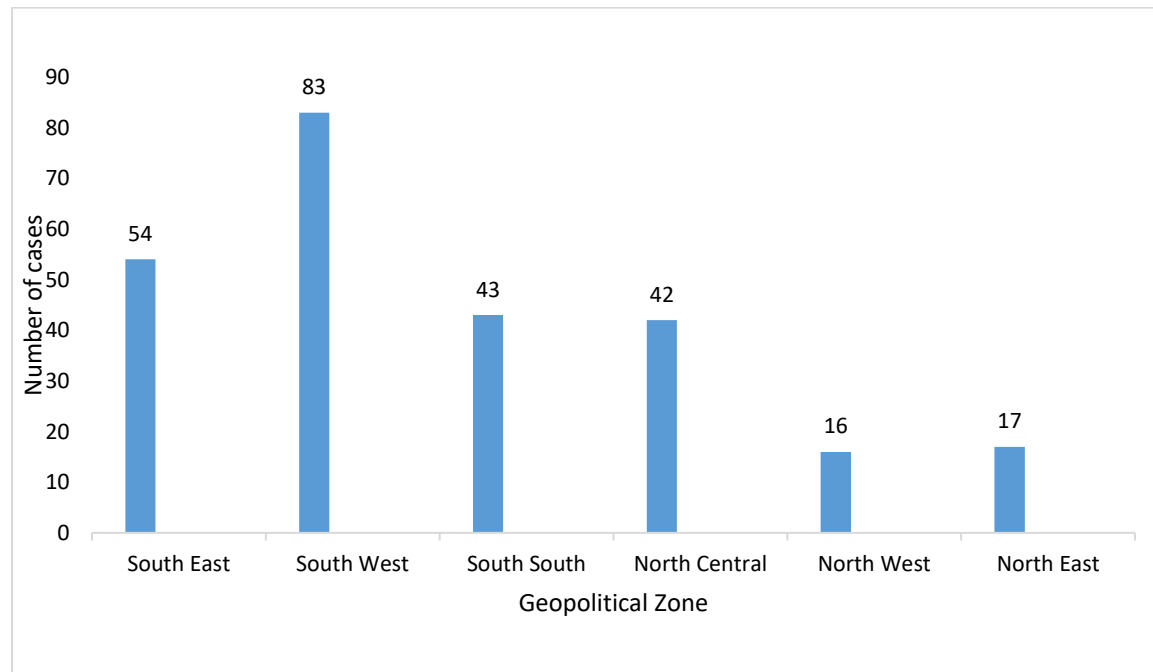 90
80
70
60
50
40
30
20
10
0
Number of cases
54
83
43
42
16
17
South East
South West
South South
North Central
North West
North East
Geopolitical Zone